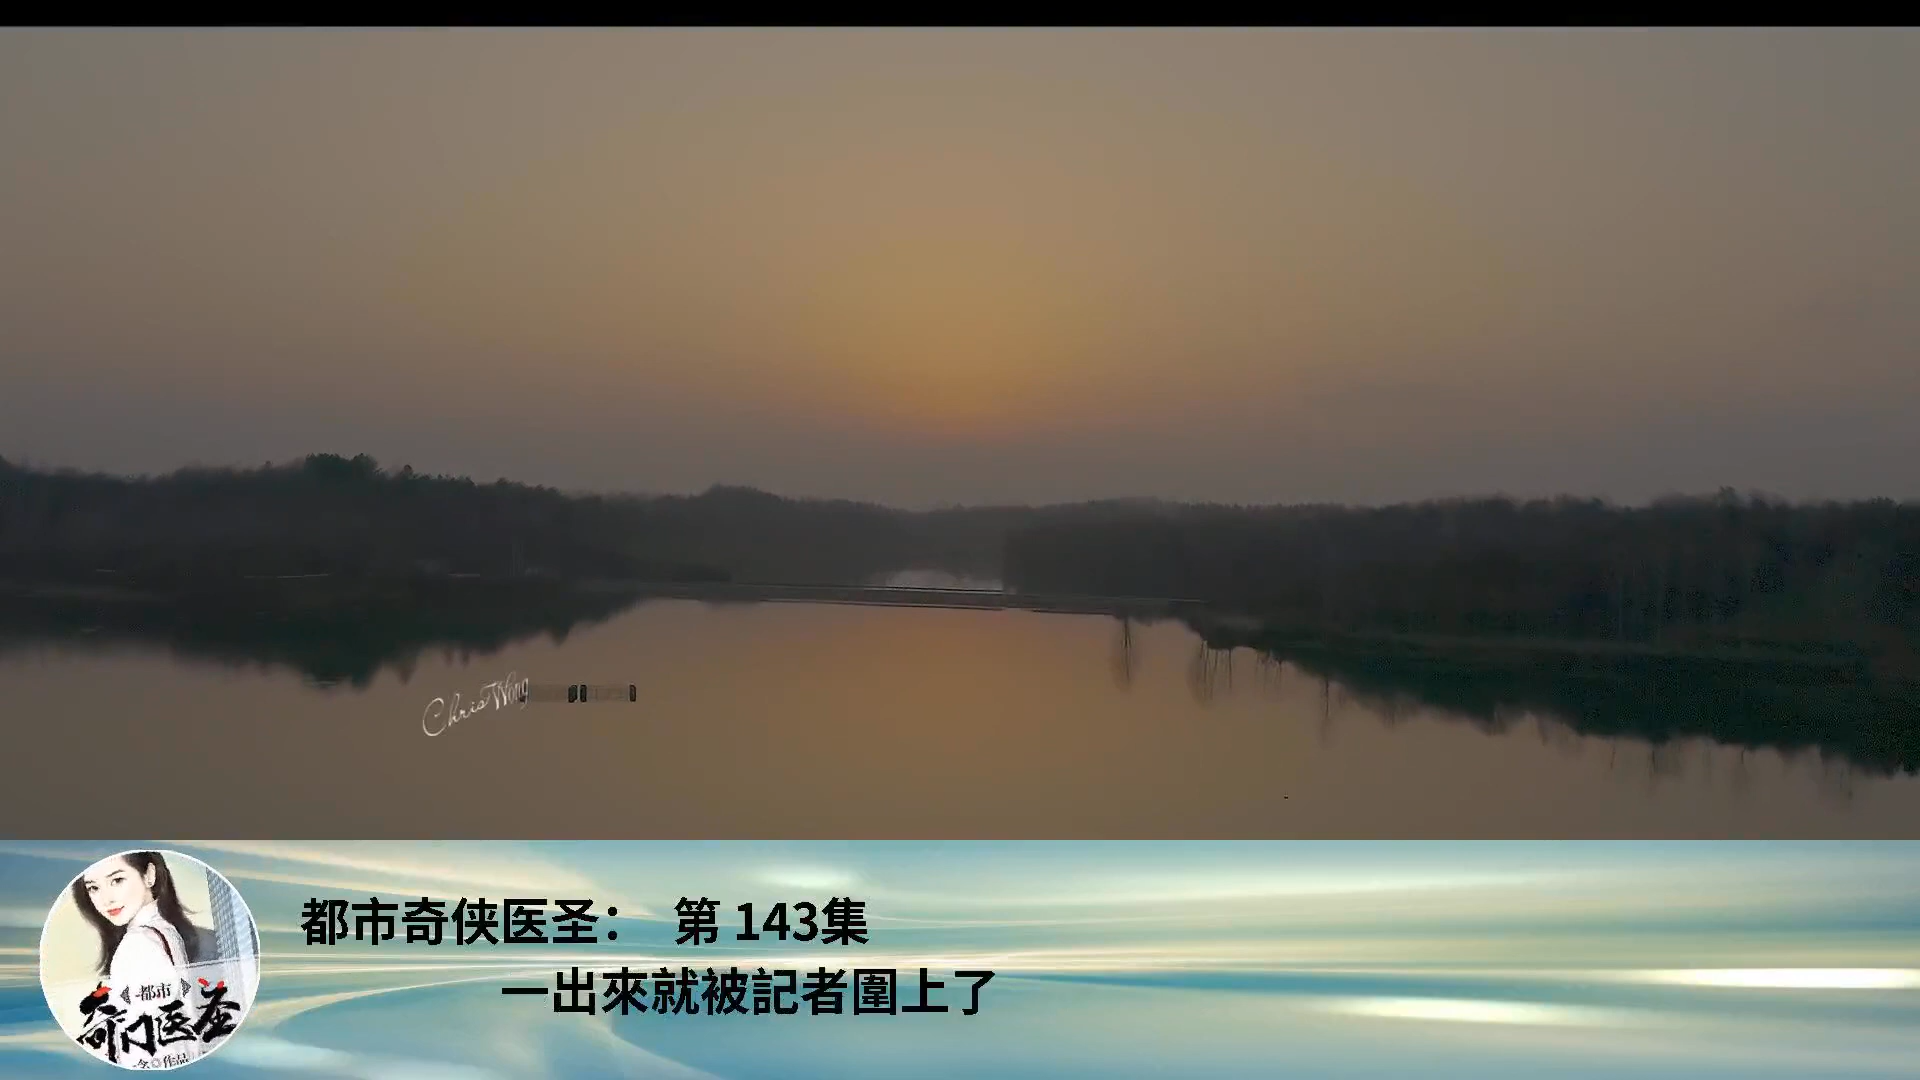 ChrisWong
都市奇侠医圣： 第 143集
一出來就被記者圍上了
都市
奇门医圣
作品